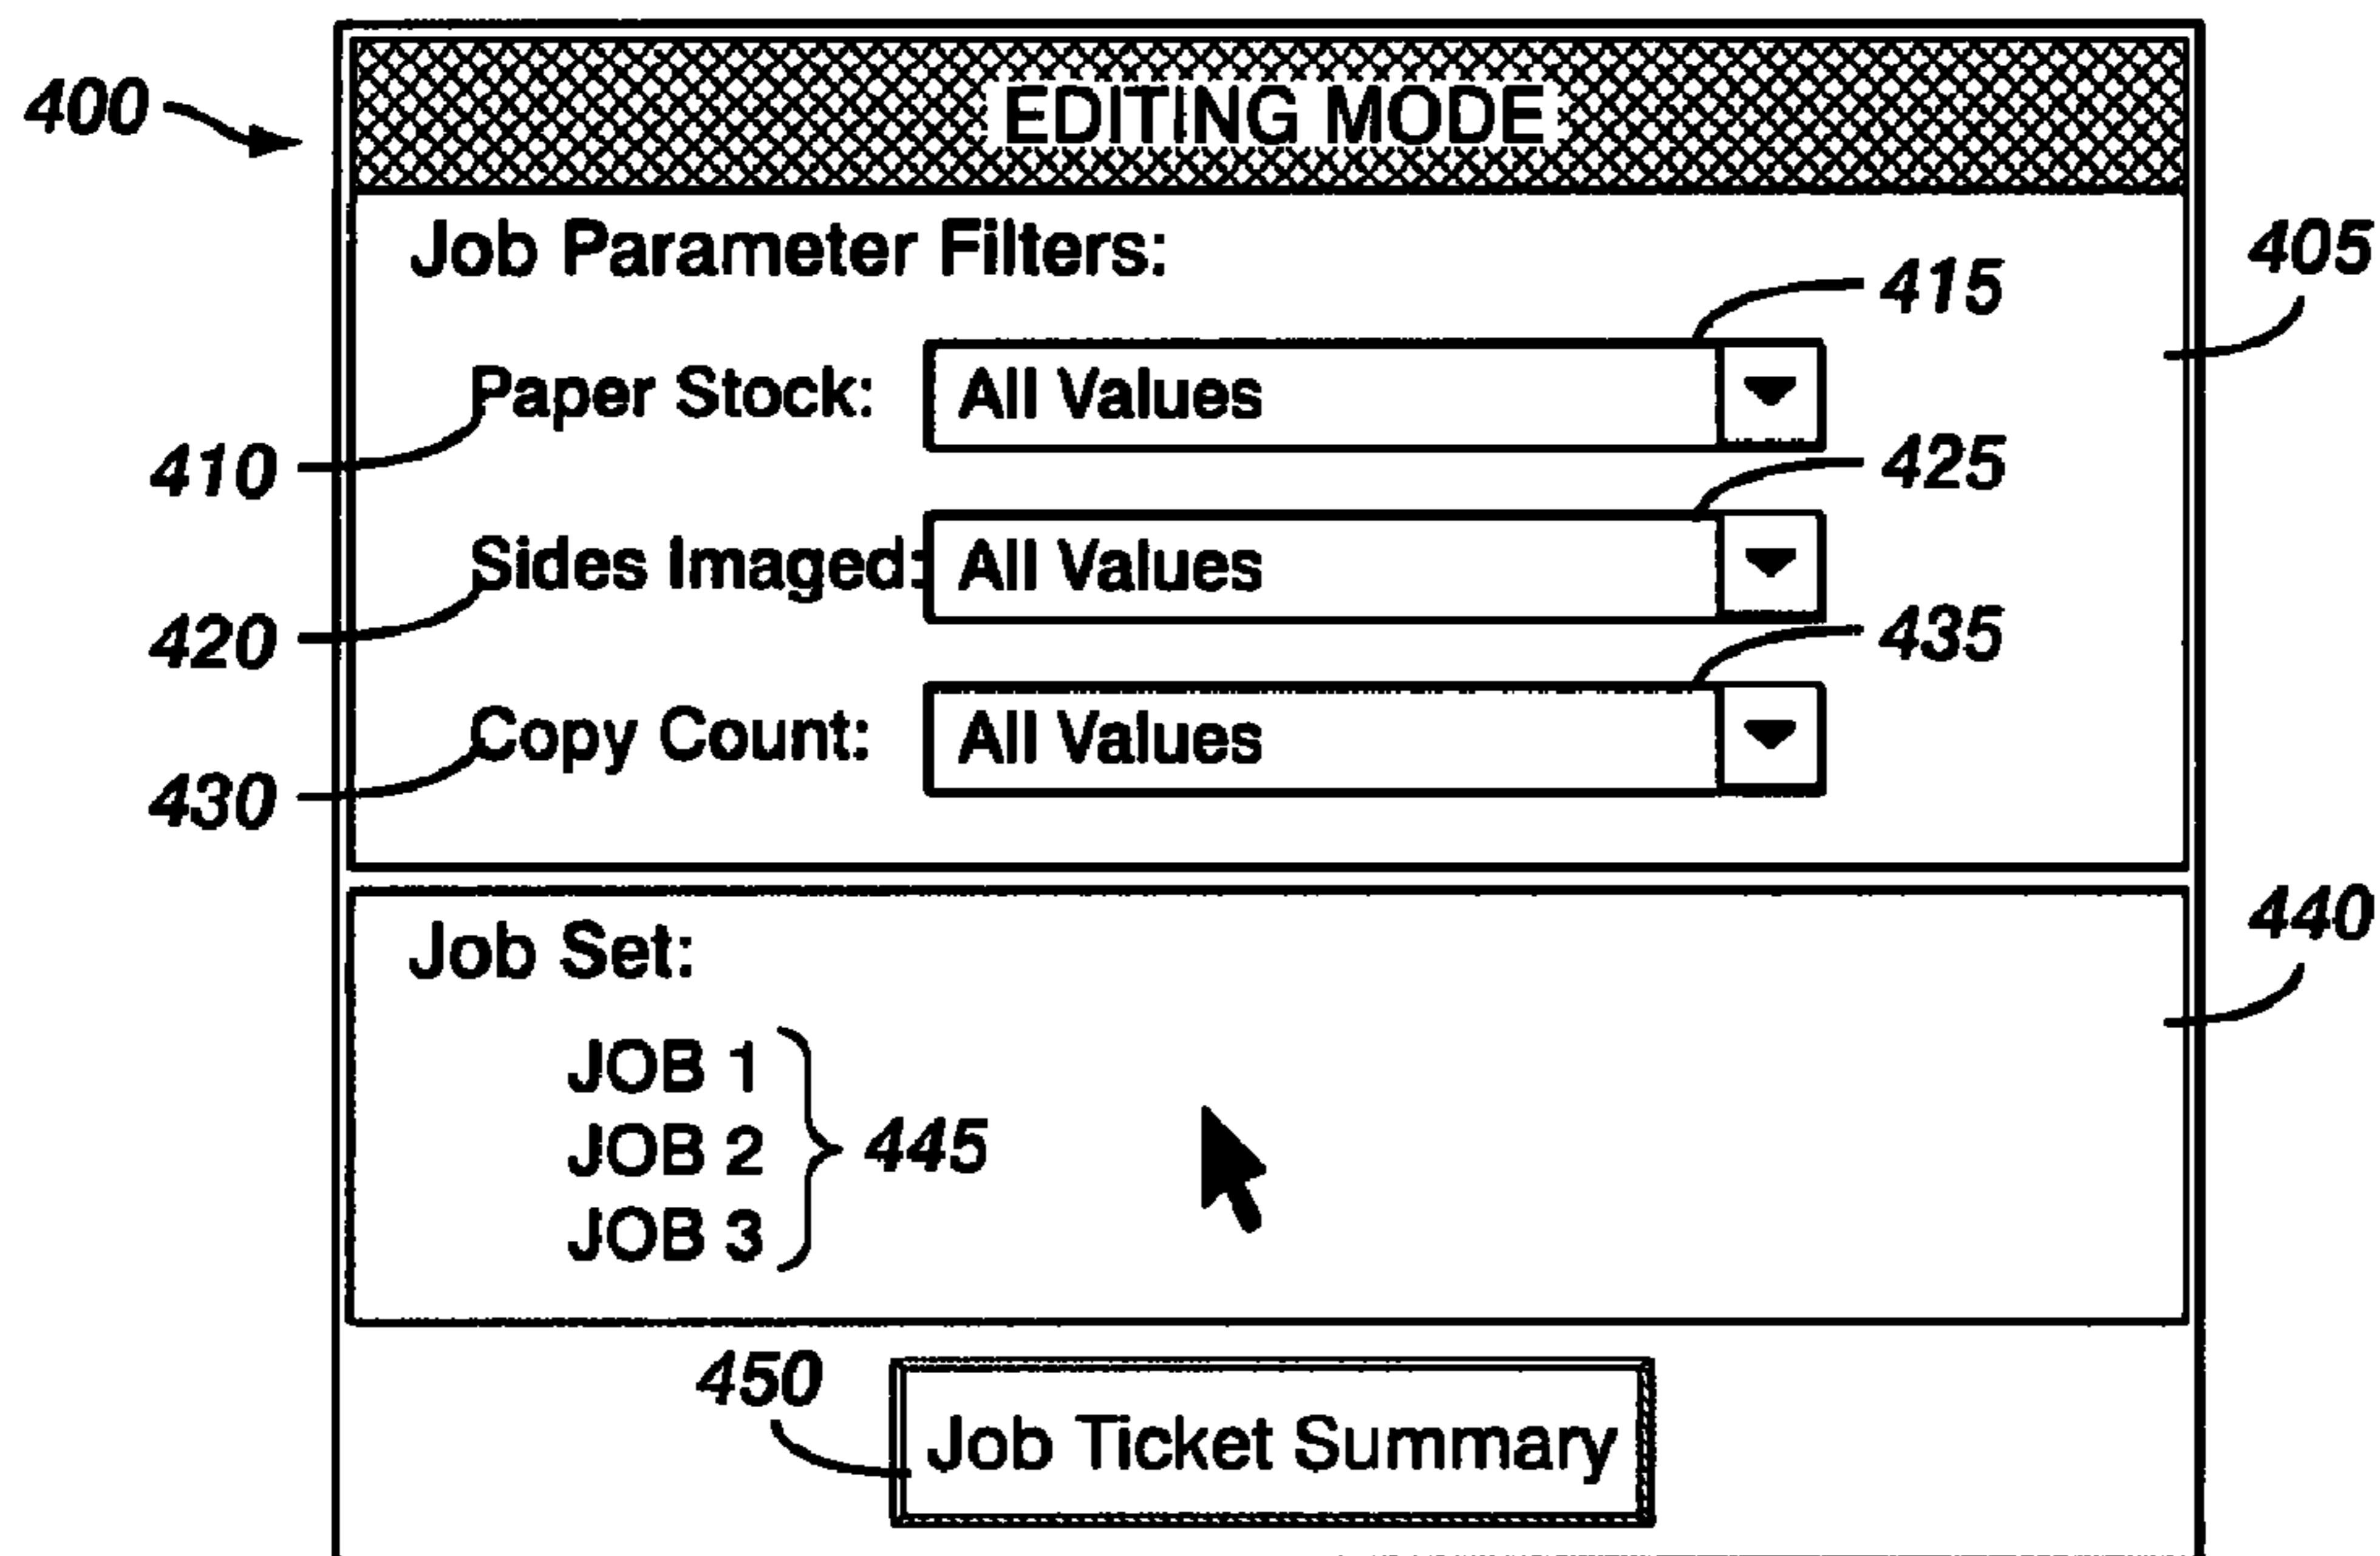 400
EDITING MODE
Job Parameter Filters:
405
415
Paper Stock: All Values
410
425
Sides Imaged: All Values
420
435
Copy Count: All Values
430
440
Job Set:
JOB 1
JOB 2 445
JOB 3
450
Job Ticket Summary